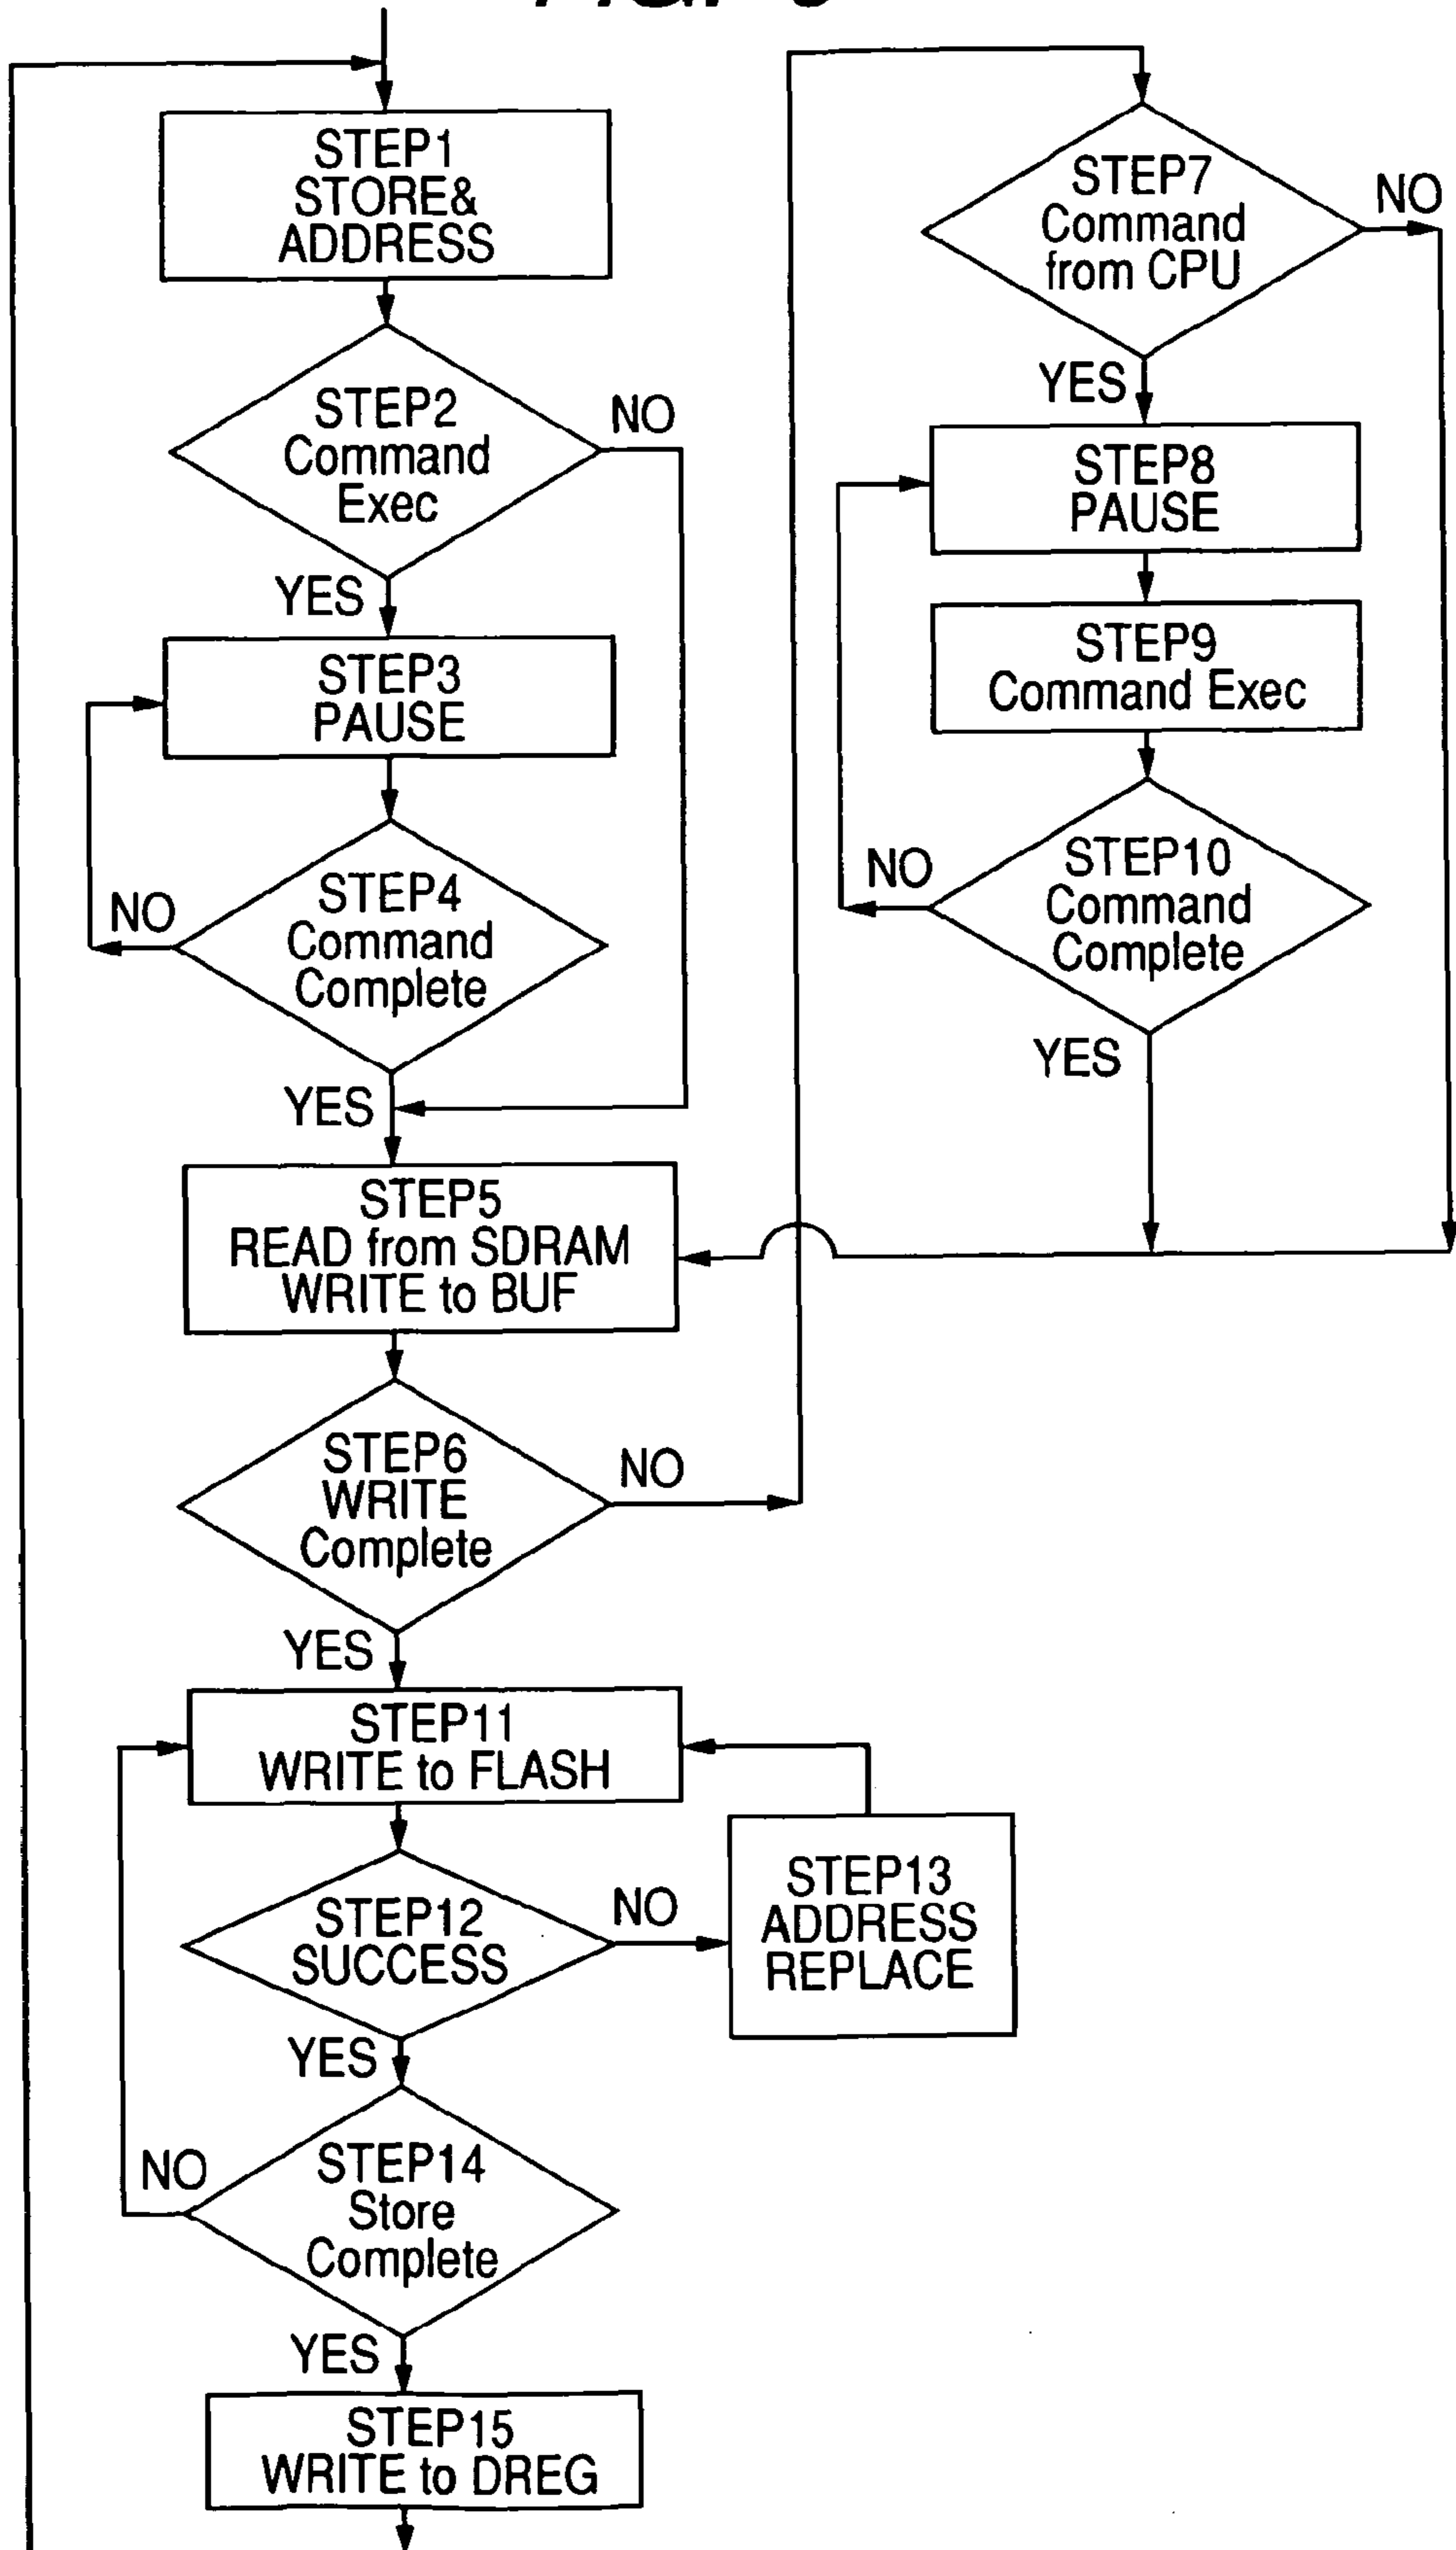 STEP1
STORE&
ADDRESS
STEP2
Command
Exec
NO
YES
STEP3
PAUSE
STEP4
Command
Complete
NO
YES
STEP5
READ from SDRAM
WRITE to BUF
STEP6
WRITE
Complete
NO
YES
STEP7
Command
from CPU
NO
YES
STEP8
PAUSE
STEP9
Command Exec
STEP10
Command
Complete
NO
YES
STEP11
WRITE to FLASH
STEP12
SUCCESS
NO
STEP13
ADDRESS
REPLACE
YES
STEP14
Store
Complete
NO
YES
STEP15
WRITE to DREG